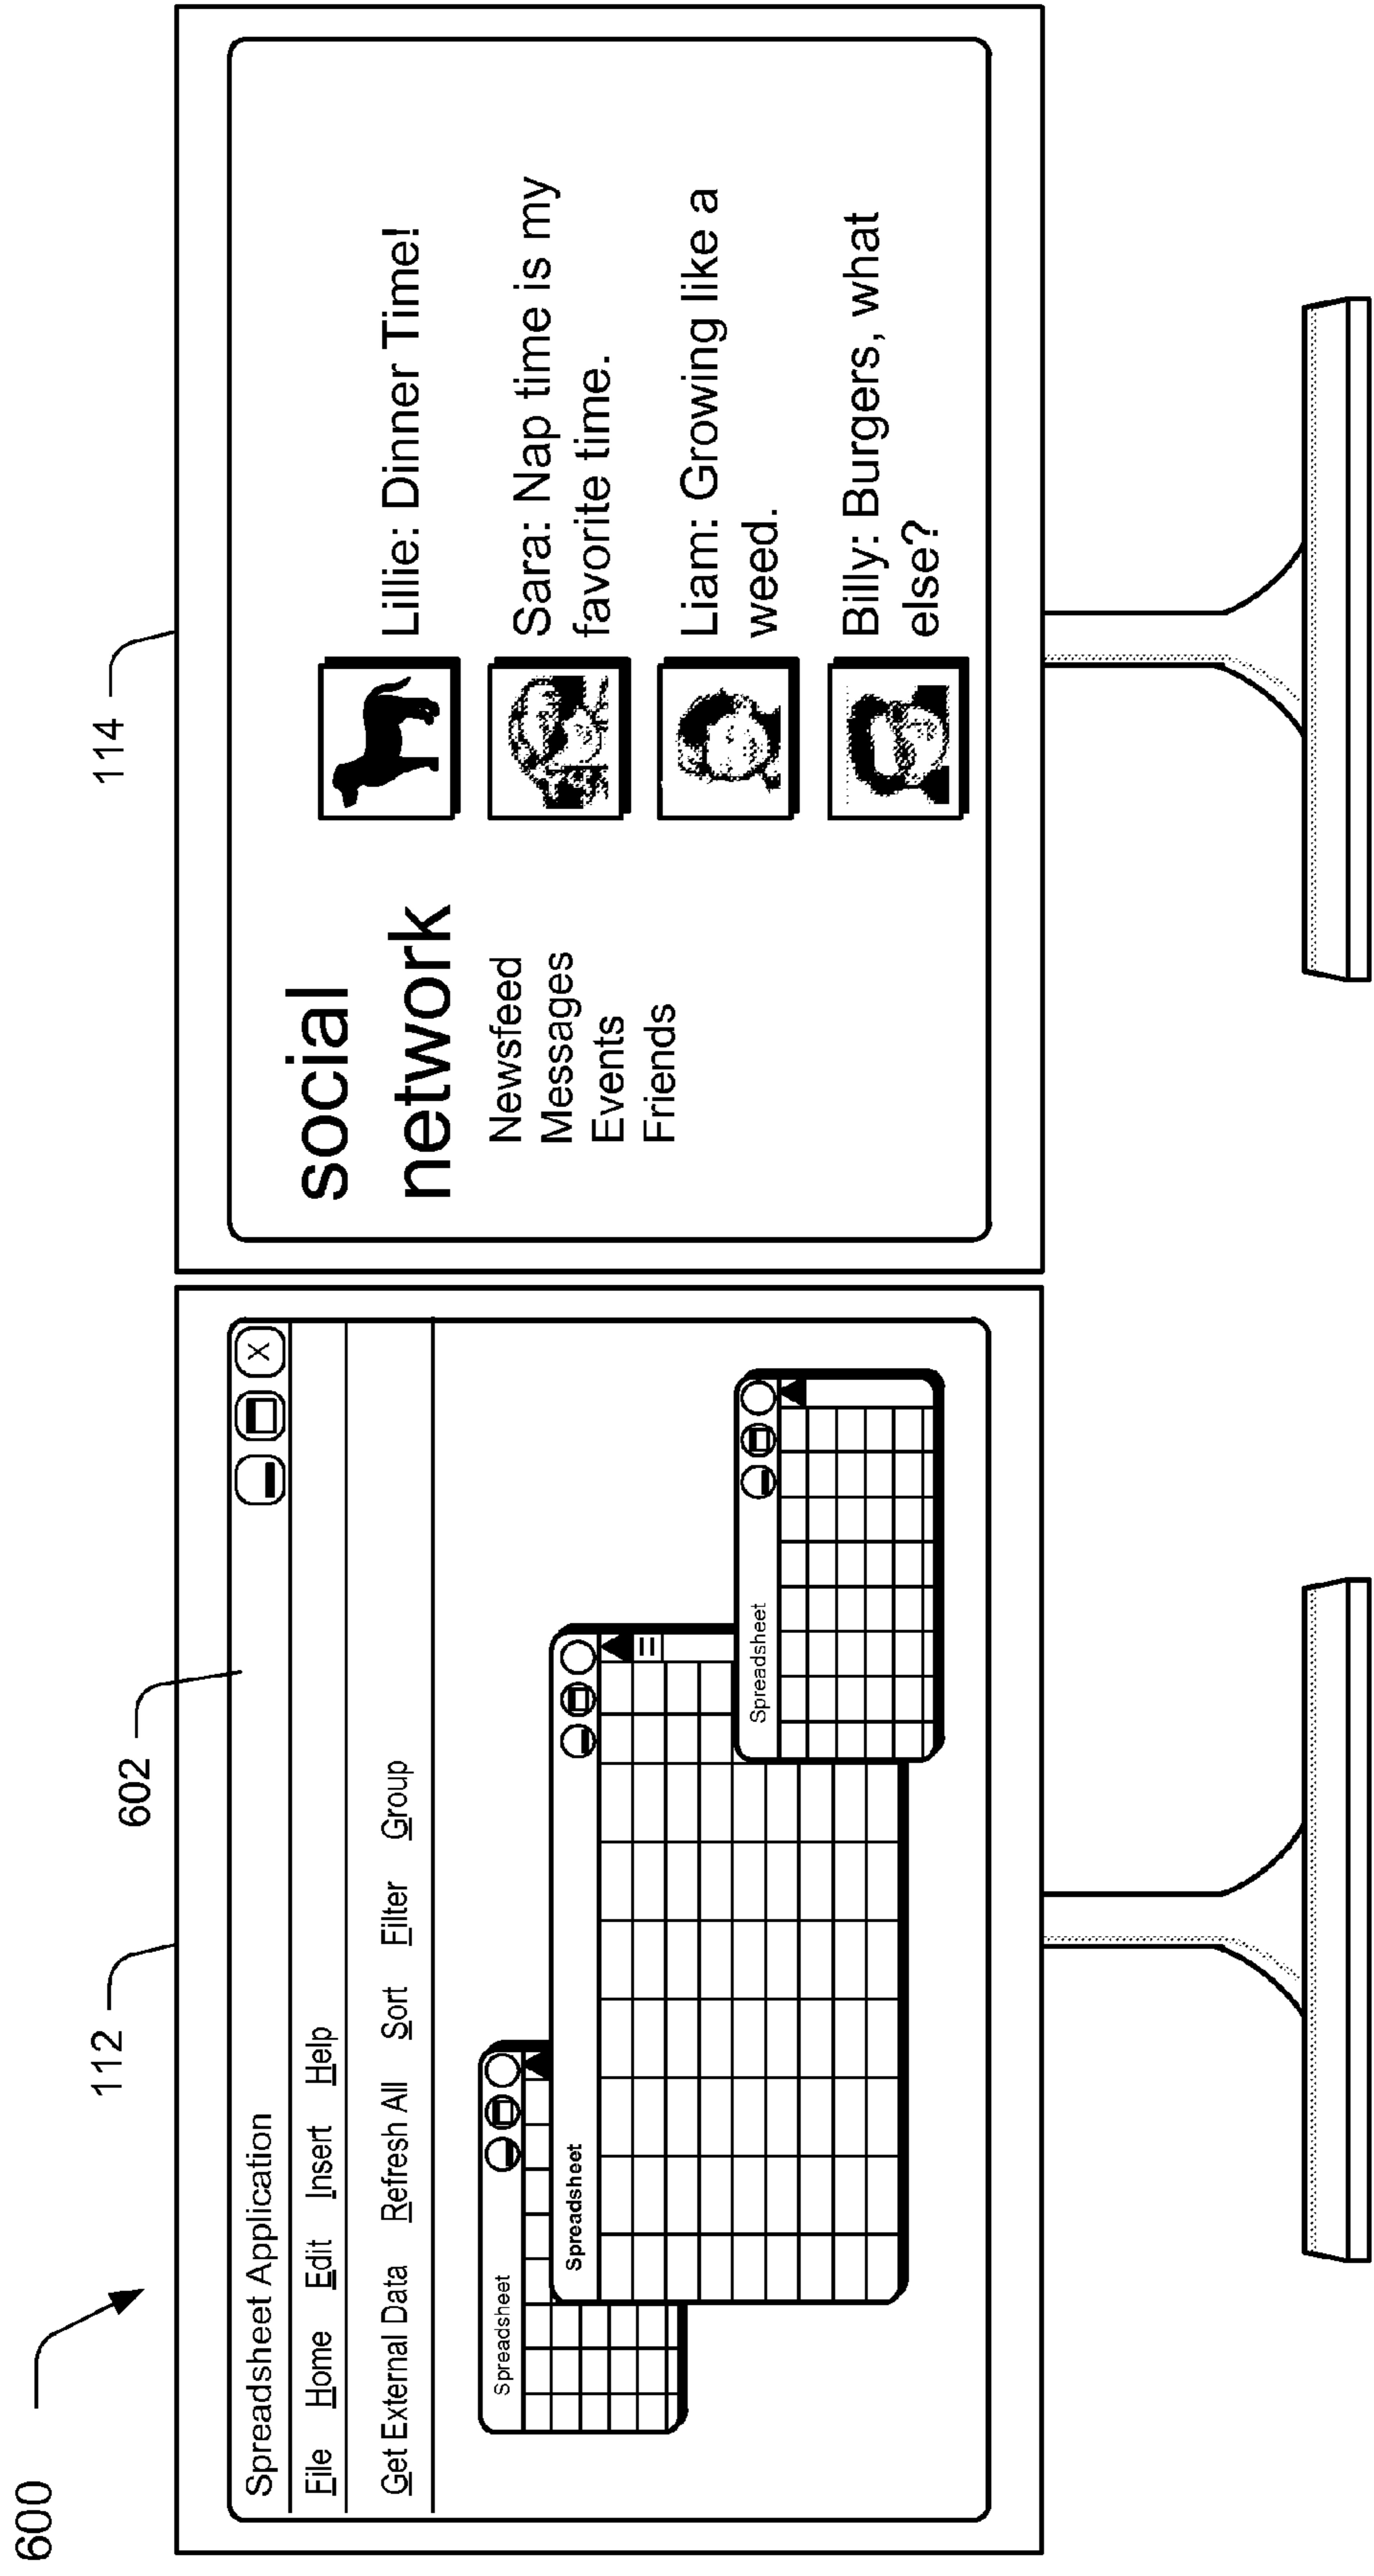 600
112
602
114
Spreadsheet Application
X
File Home Edit Insert Help
Get External Data Refresh All Sort Filter Group
Spreadsheet
Spreadsheet
=
Spreadsheet
social
network
Newsfeed
Messages
Events
Friends
Lillie: Dinner Time!
Sara: Nap time is my
favorite time.
Liam: Growing like a
weed.
Billy: Burgers, what
else?